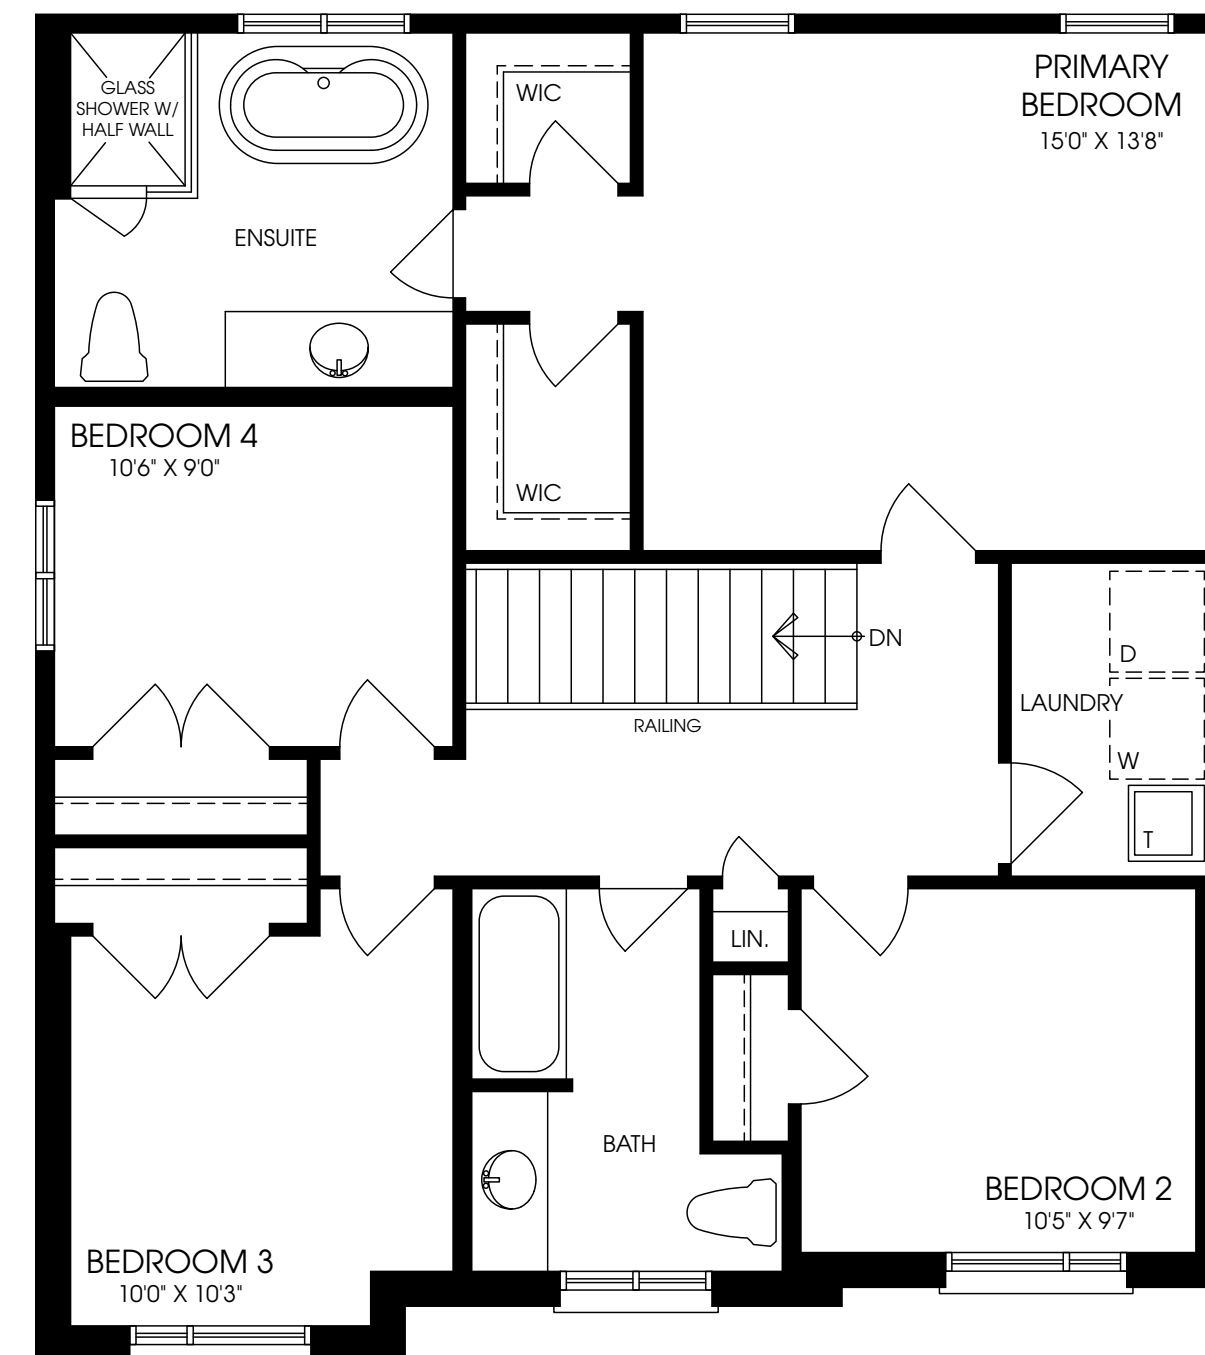 GLASS
SHOWER W/
HALF WALL
WIC
PRIMARY
BEDROOM
15'0" X 13'8"
ENSUITE
BEDROOM 4
10'6" X 9'0"
WIC
DN
RAILING
D
LAUNDRY
W
T
LIN.
BATH
BEDROOM 2
10'5" X 9'7"
BEDROOM 3
10'0" X 10'3"